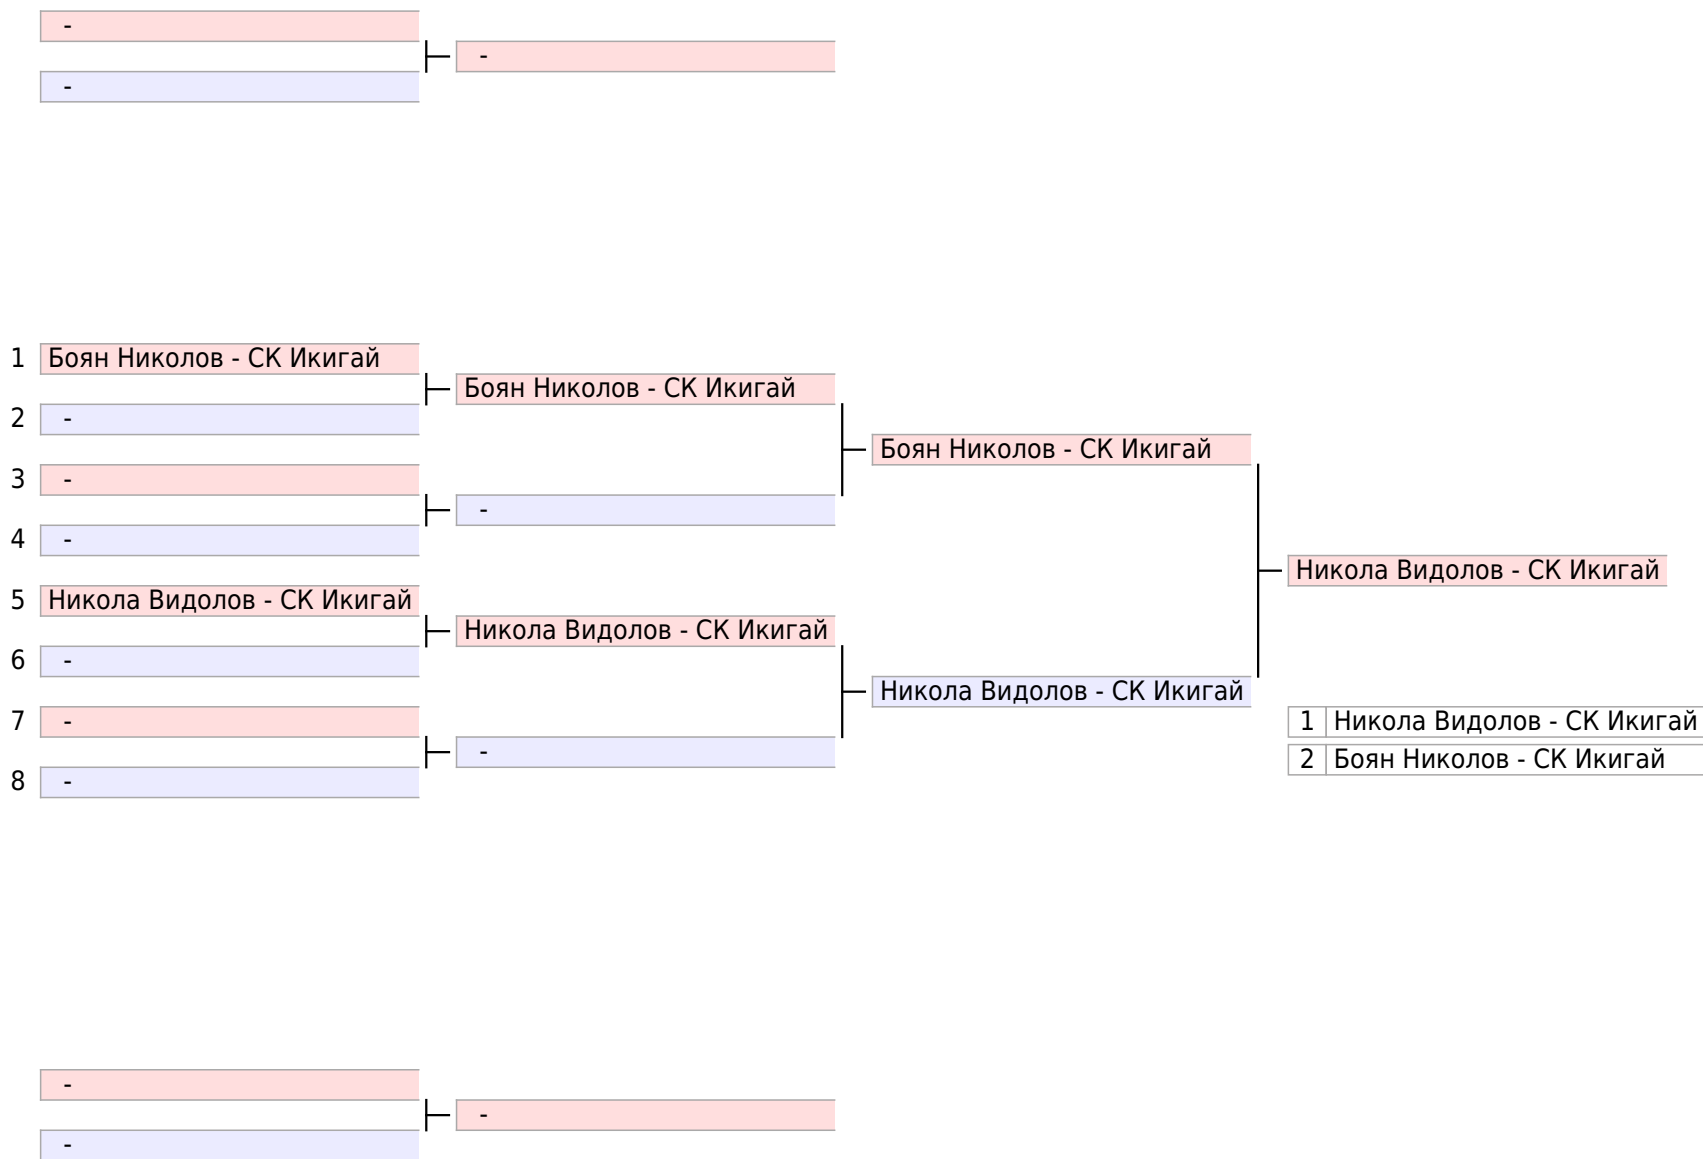 -
-
-
1 Боян Николов - СК Икигай
Боян Николов - СК Икигай
2 -
Боян Николов - СК Икигай
3 -
-
4 -
Никола Видолов - СК Икигай
5 Никола Видолов - СК Икигай
Никола Видолов - СК Икигай
6 -
Никола Видолов - СК Икигай
7 -
1 Никола Видолов - СК Икигай
-
2 Боян Николов - СК Икигай
8 -
-
-
-